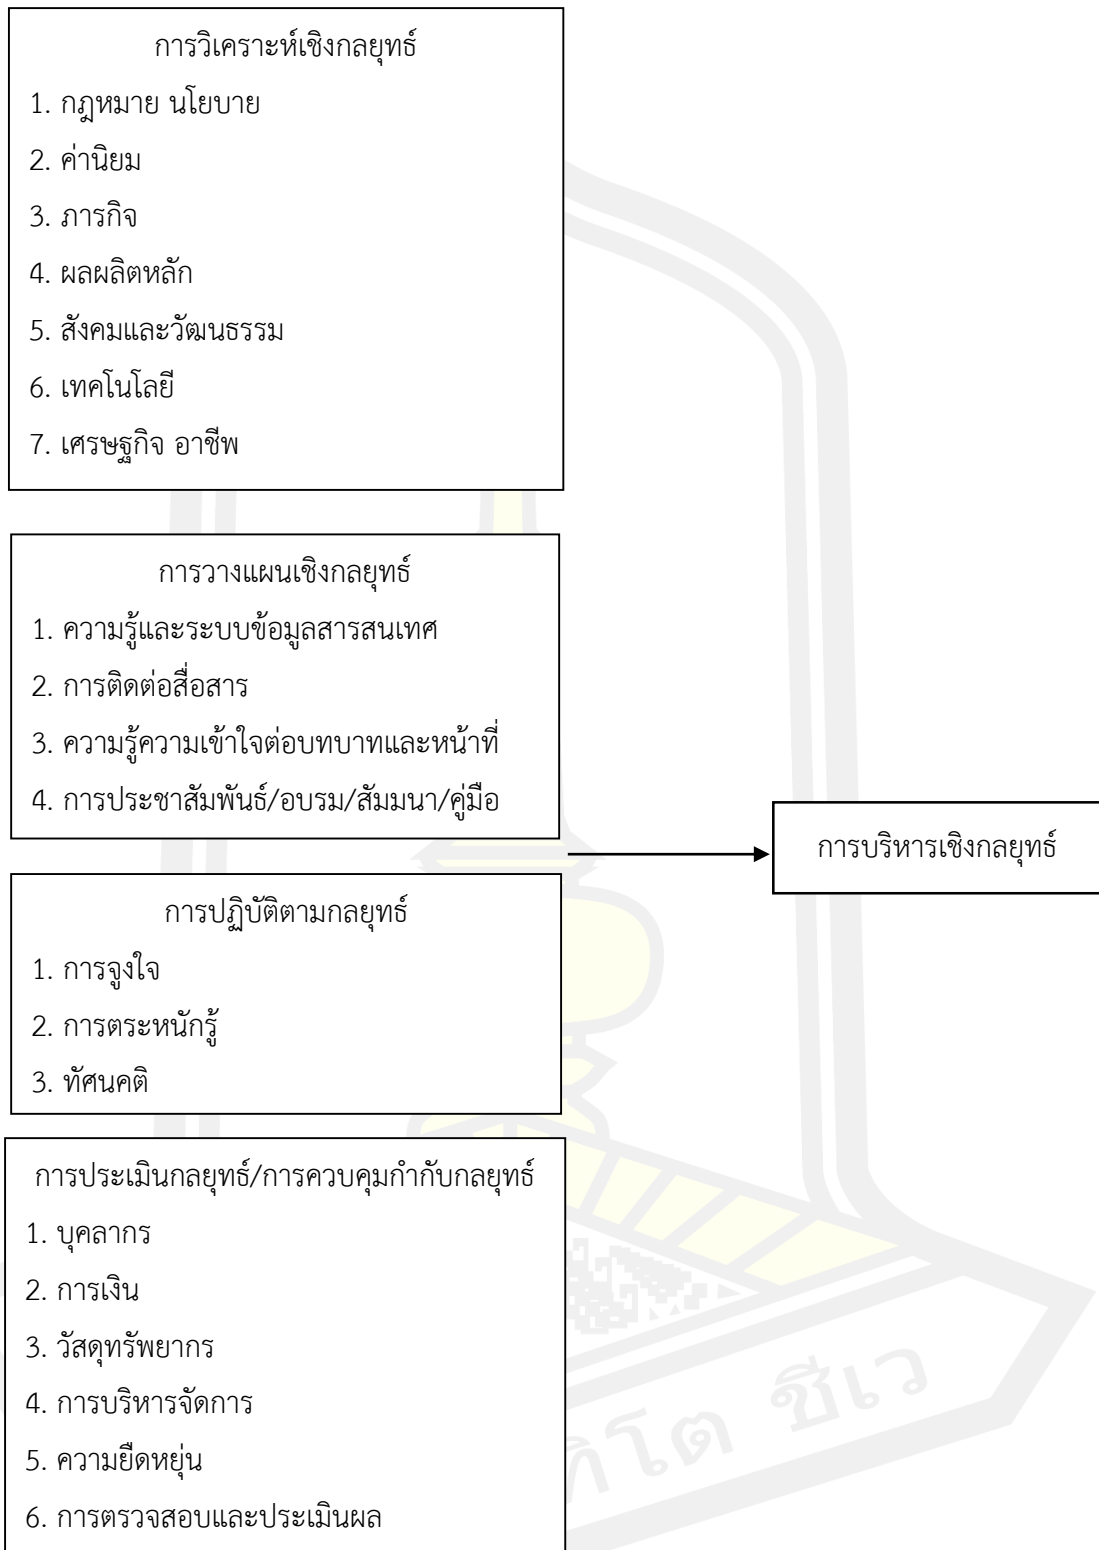 การวิเคราะห์เชิงกลยุทธ์
1. กฎหมาย นโยบาย
2. ค่านิยม
3. ภารกิจ
4. ผลผลิตหลัก
5. สังคมและวัฒนธรรม
6. เทคโนโลยี
7. เศรษฐกิจ อาชีพ
การวางแผนเชิงกลยุทธ์
1. ความรู้และระบบข้อมูลสารสนเทศ
2. การติดต่อสื่อสาร
3. ความรู้ความเข้าใจต่อบทบาทและหน้าที่
4. การประชาสัมพันธ์/อบรม/สัมมนา/คู่มือ
การบริหารเชิงกลยุทธ์
การปฏิบัติตามกลยุทธ์
1. การจูงใจ
2. การตระหนักรู้
3. ทัศนคติ
การประเมินกลยุทธ์/การควบคุมกำกับกลยุทธ์
1. บุคลากร
2. การเงิน
3. วัสดุทรัพยากร
4. การบริหารจัดการ
5. ความยืดหยุ่น
6. การตรวจสอบและประเมินผล
ทิโต ชีเว